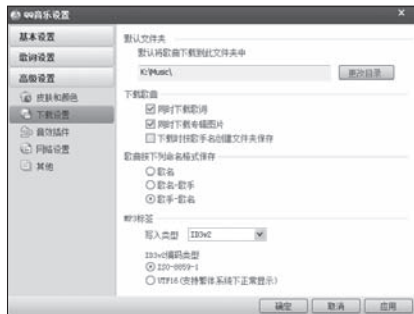 QQ音乐设置
基本设置
歌词设置
高级设置
皮肤和颜色
下载设置
音效插件
网络设置
其他
默认文件夹
默认将歌曲下载到此文件夹中
K:\Music\
更改目录
下载歌曲
同时下载歌词
同时下载专辑图片
下载时按歌手名创建文件夹保存
歌曲按下列命名格式保存
歌名
歌名-歌手
歌手-歌名
MP3标签
写入类型 ID3v2
ID3v2编码类型
ISO-8859-1
UTF16(支持繁体系统下正常显示)
确定 取消 应用